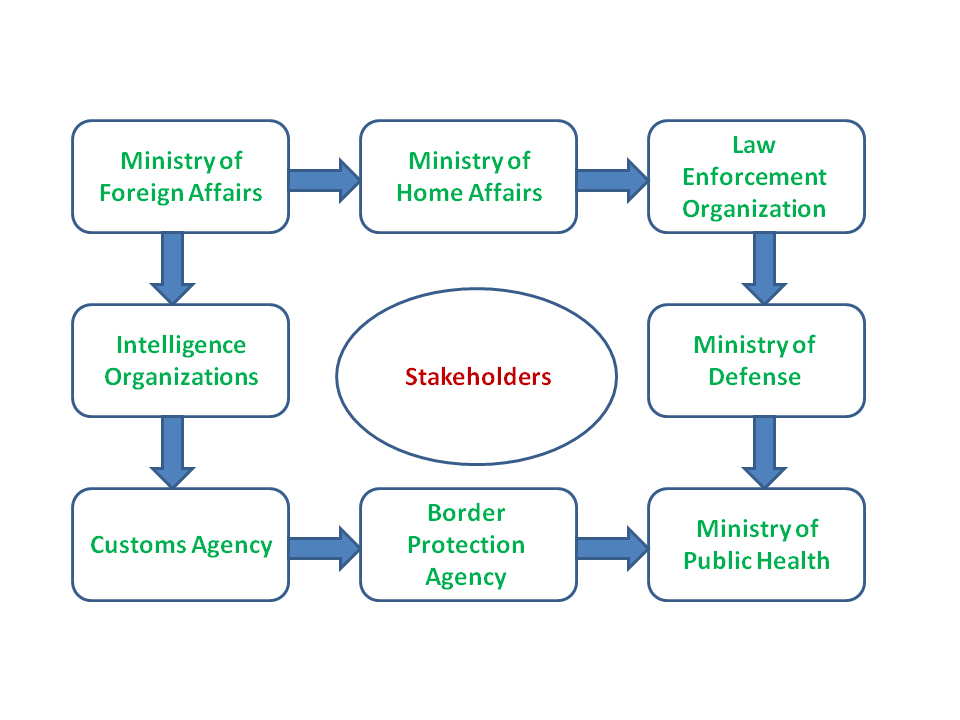 Ministry of
Foreign Affairs
Ministry of
Home Affairs
Law
Enforcement
Organization
Intelligence
Organizations
Stakeholders
Ministry of
Defense
Customs Agency
Border
Protection
Agency
Ministry of
Public Health